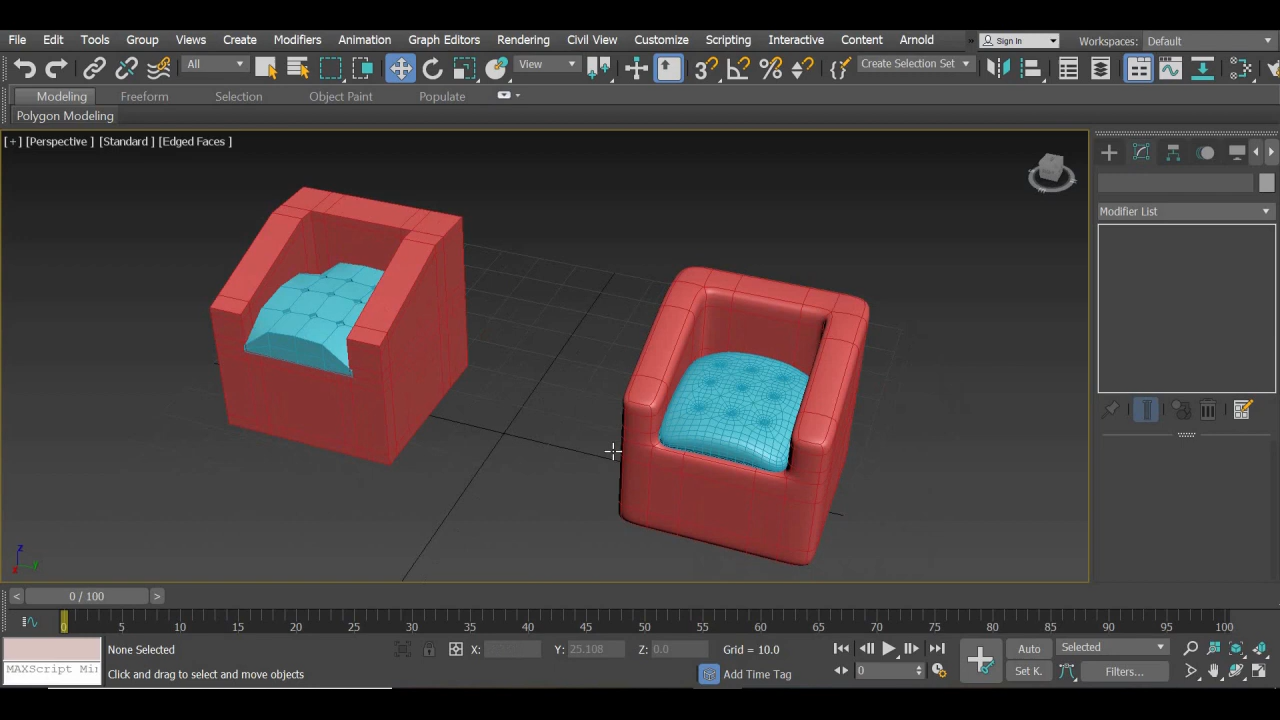 File Edit Tools Group Views Create Modifiers Animation Graph Editors Rendering Civil View Customize Scripting Interactive Content Arnold » Sign In Workspaces: Default
All View 3 Create Selection Set
Modeling Freeform Selection Object Paint Populate
Polygon Modeling
[+] [Perspective ] [Standard ] [Edged Faces ]
Modifier List
z
x y
< 0 / 100 >
0 5 10 15 20 25 30 35 40 45 50 55 60 65 70 75 80 85 90 95 100
None Selected X: Y: 25.108 Z: 0.0 Grid = 10.0 Auto Selected
MAXScript Mi Click and drag to select and move objects Add Time Tag 0 Set K. Filters...